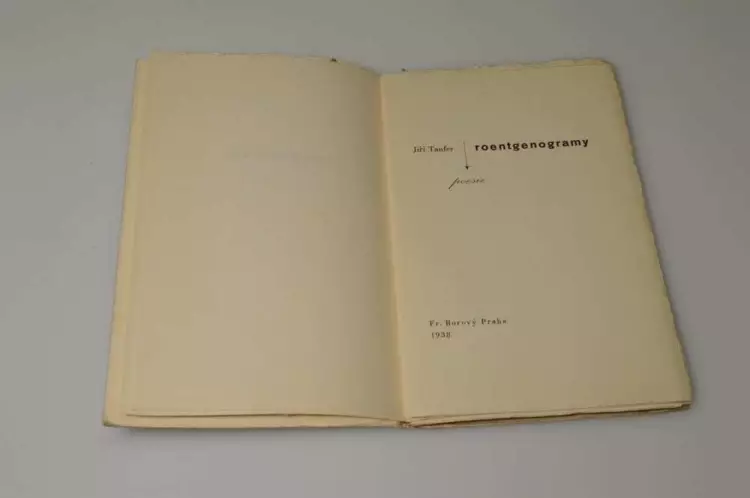 Jiří Taufer
roentgenogramy
poesie
Fr. Borový Praha
1938